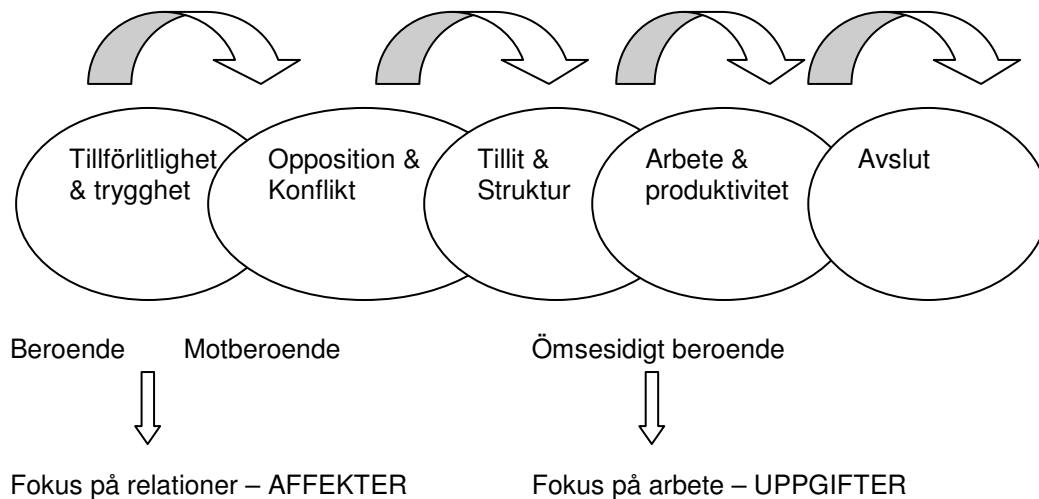 Tillförlitlighet
& trygghet
Opposition &
Konflikt
Tillit &
Struktur
Arbete &
produktivitet
Avslut
Beroende
Motberoende
Ömsesidigt beroende
Fokus på relationer – AFFEKTER
Fokus på arbete – UPPGIFTER